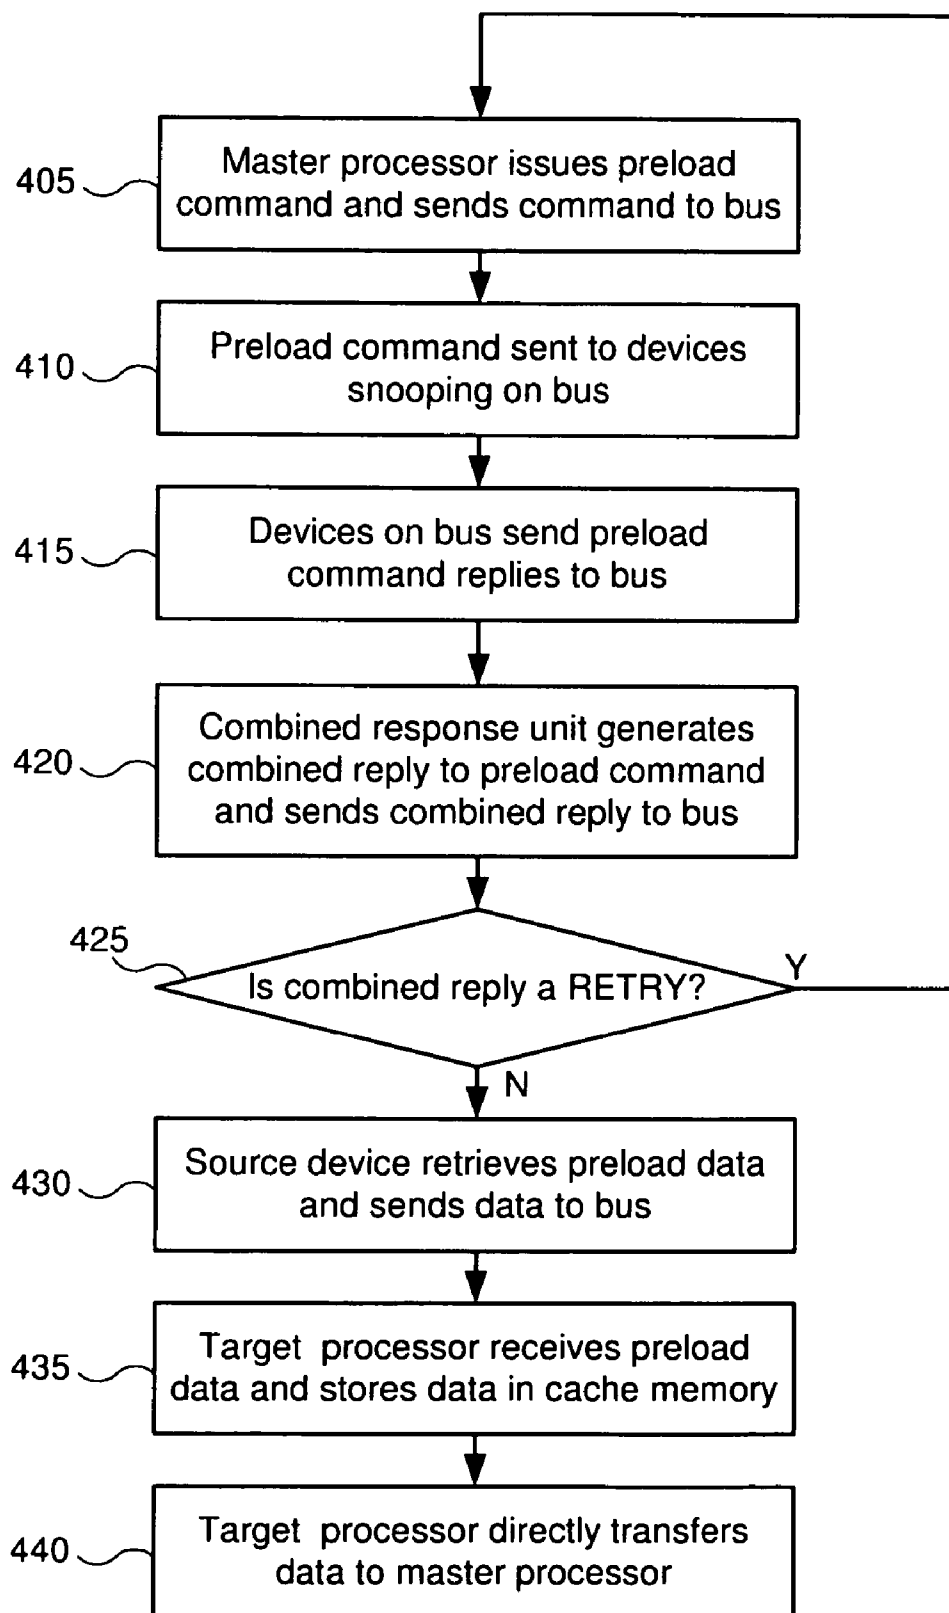 405
Master processor issues preload
command and sends command to bus
410
Preload command sent to devices
snooping on bus
415
Devices on bus send preload
command replies to bus
420
Combined response unit generates
combined reply to preload command
and sends combined reply to bus
425
Is combined reply a RETRY?
Y
N
430
Source device retrieves preload data
and sends data to bus
435
Target processor receives preload
data and stores data in cache memory
440
Target processor directly transfers
data to master processor